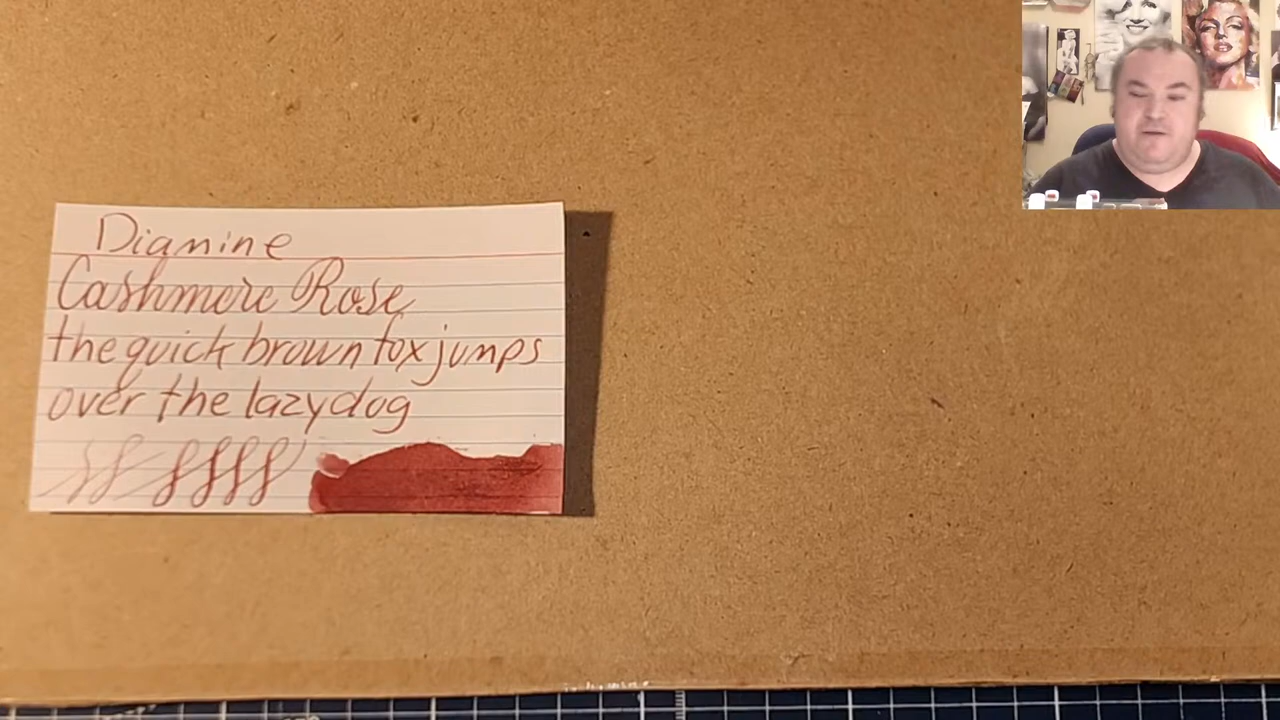 Diamine
Cashmere Rose
the quick brown fox jumps
over the lazy dog